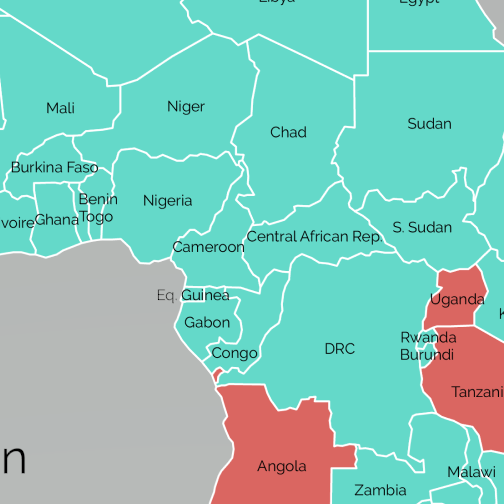 Libya
Egypt
Mali
Niger
Chad
Sudan
Burkina Faso
Benin
Nigeria
Togo
Ghana
voire
S. Sudan
Cameroon
Central African Rep.
Eq. Guinea
Uganda
Gabon
K
Rwanda
Congo
DRC
Burundi
Tanzani
n
Angola
Malawi
Zambia